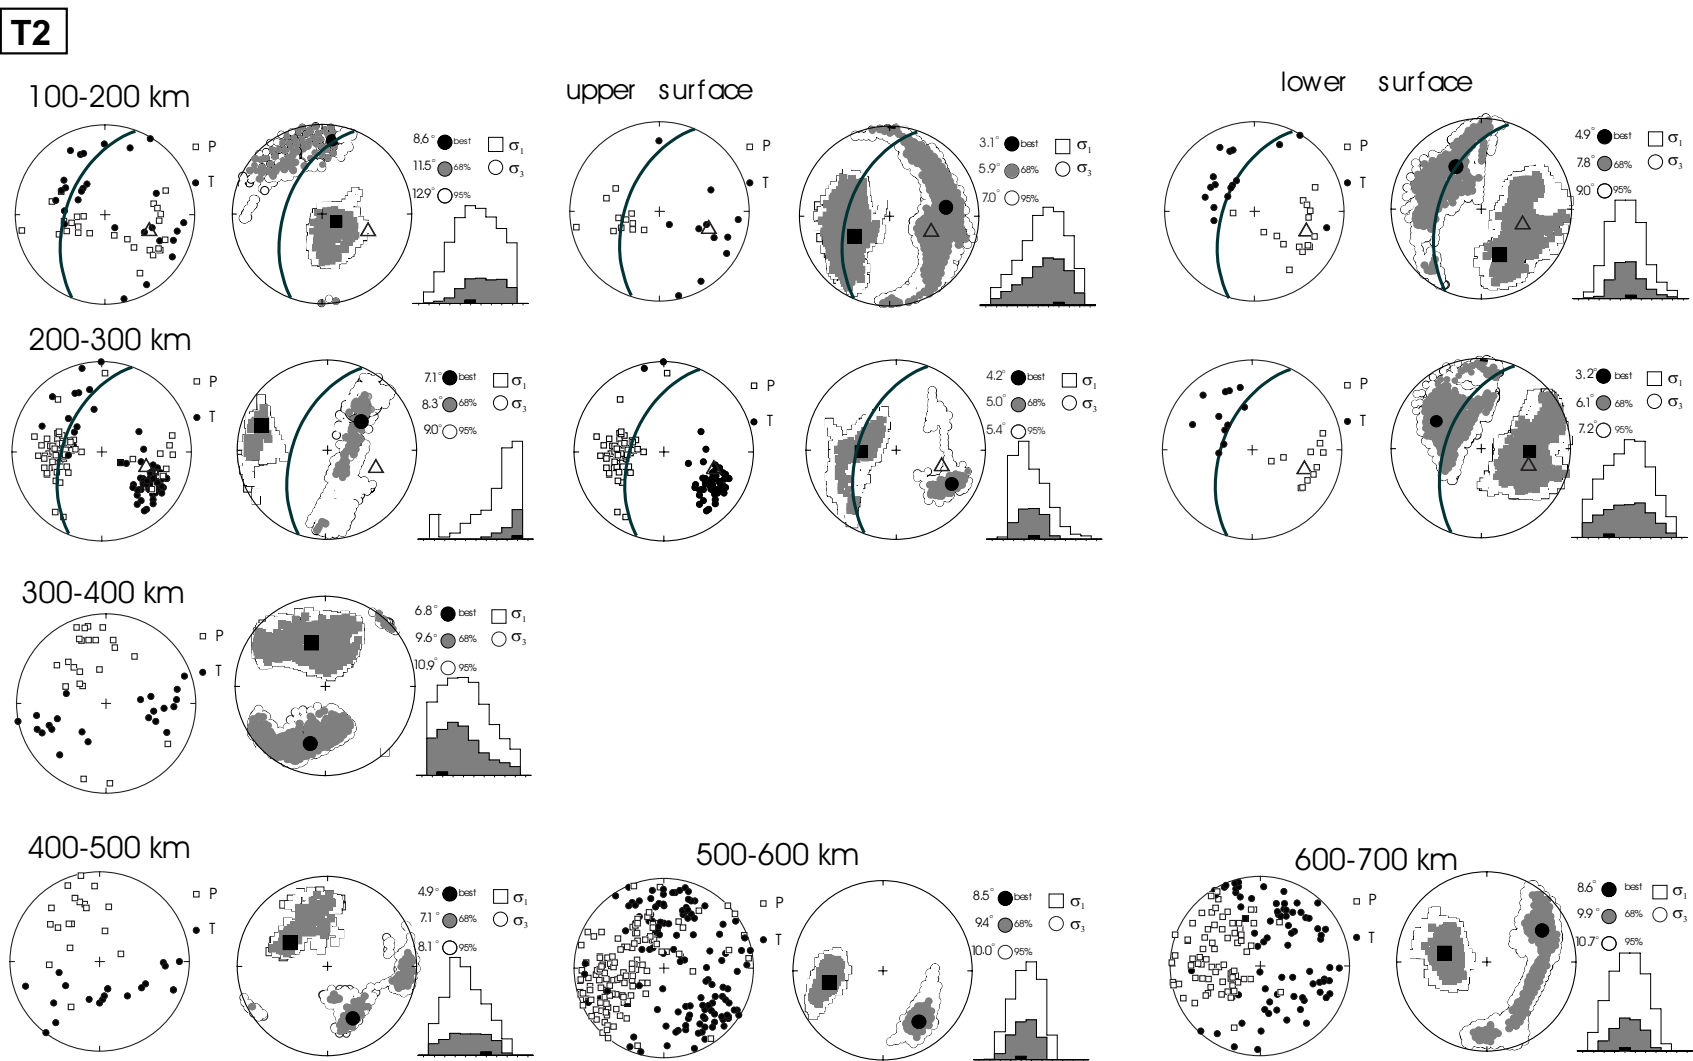 T2
100-200 km
upper surface
lower surface
P
T
8.6° best
11.5° 68%
12.9° 95%
σ1
σ3
P
T
3.1° best
5.9° 68%
7.0° 95%
σ1
σ3
P
T
4.9° best
7.8° 68%
9.0° 95%
σ1
σ3
200-300 km
P
T
7.1° best
8.3° 68%
9.0° 95%
σ1
σ3
P
T
4.2° best
5.0° 68%
5.4° 95%
σ1
σ3
P
T
3.2° best
6.1° 68%
7.2° 95%
σ1
σ3
300-400 km
P
T
6.8° best
9.6° 68%
10.9° 95%
σ1
σ3
400-500 km
P
T
4.9° best
7.1° 68%
8.1° 95%
σ1
σ3
500-600 km
P
T
8.5° best
9.4° 68%
10.0° 95%
σ1
σ3
600-700 km
P
T
8.6° best
9.9° 68%
10.7° 95%
σ1
σ3